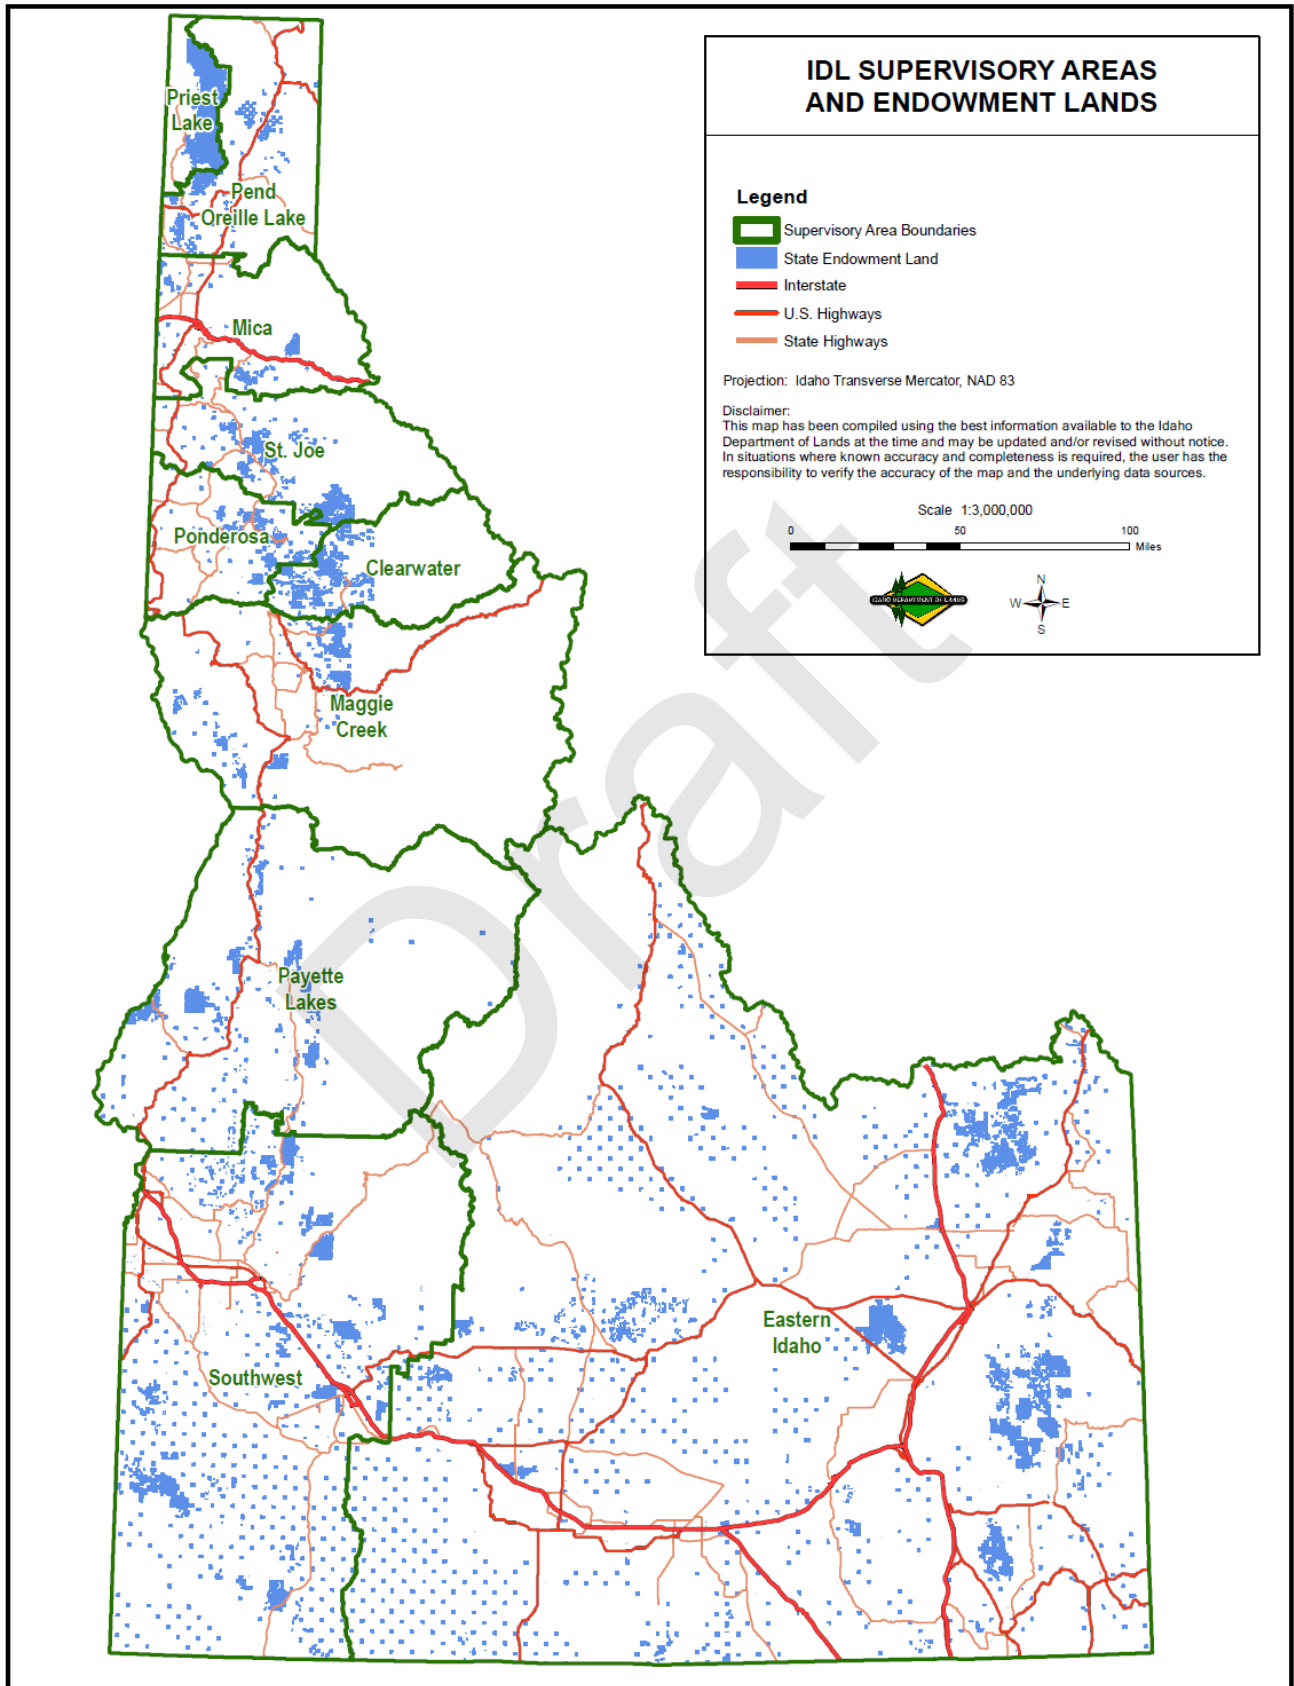 IDL SUPERVISORY AREAS
AND ENDOWMENT LANDS
Legend
Supervisory Area Boundaries
State Endowment Land
Interstate
U.S. Highways
State Highways
Projection: Idaho Transverse Mercator, NAD 83
Disclaimer:
This map has been compiled using the best information available to the Idaho
Department of Lands at the time and may be updated and/or revised without notice.
In situations where known accuracy and completeness is required, the user has the
responsibility to verify the accuracy of the map and the underlying data sources.
Scale 1:3,000,000
0 50 100
Miles
IDAHO DEPARTMENT OF LANDS
N
W E
S
Priest
Lake
Pend
Oreille Lake
Mica
St. Joe
Ponderosa
Clearwater
Maggie
Creek
Payette
Lakes
Eastern
Idaho
Southwest
Draft